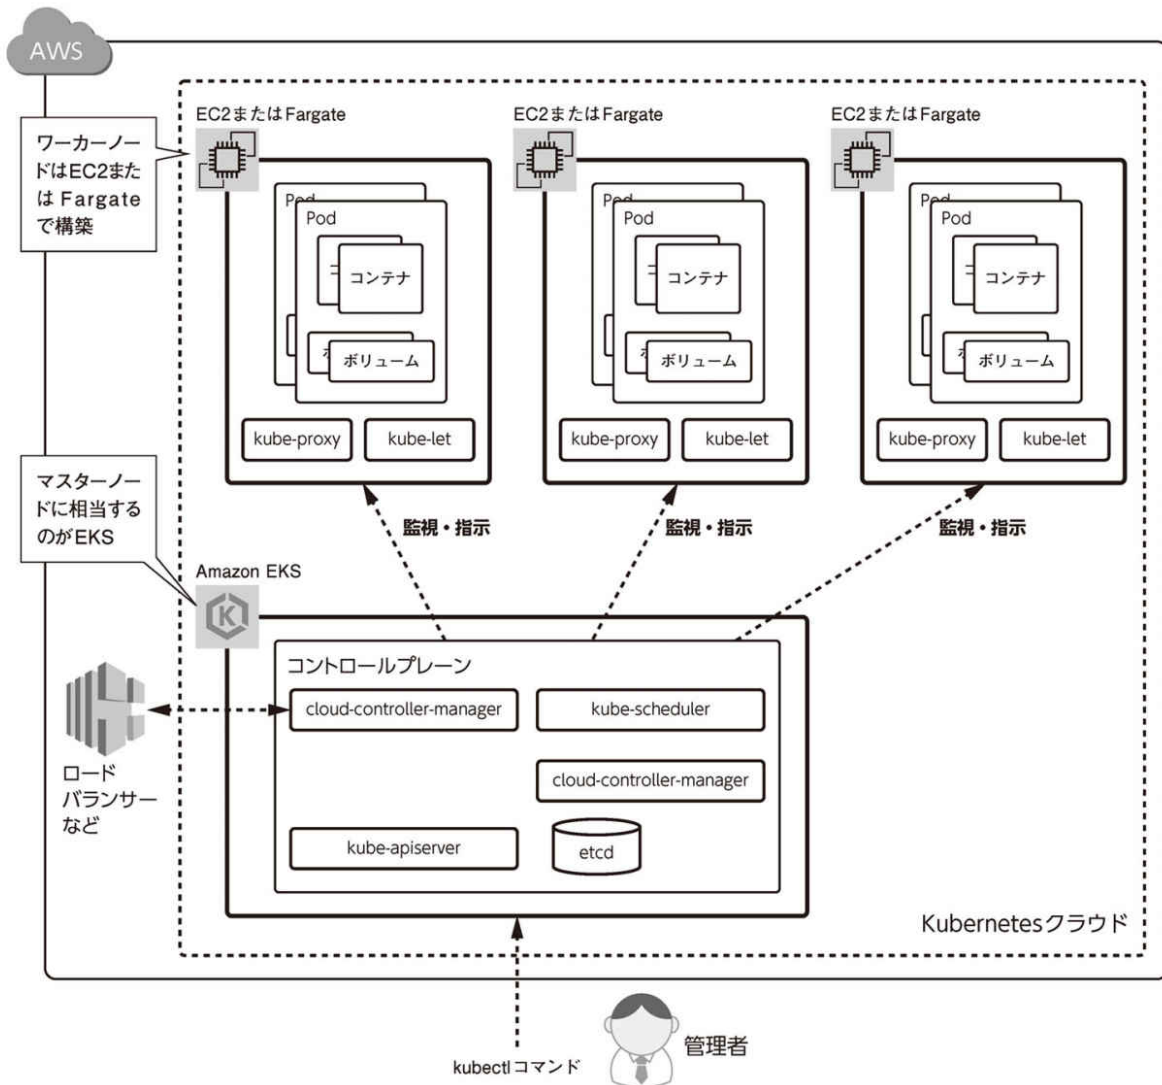 AWS
EC2またはFargate
EC2またはFargate
EC2またはFargate
ワーカーノー
ドはEC2また
は Fargate
で構築
Pod
Pod
コンテナ
ボリューム
kube-proxy
kube-let
Pod
Pod
コンテナ
ボリューム
kube-proxy
kube-let
Pod
Pod
コンテナ
ボリューム
kube-proxy
kube-let
マスターノー
ドに相当する
のがEKS
監視・指示
監視・指示
監視・指示
Amazon EKS
K
コントロールプレーン
cloud-controller-manager
kube-scheduler
cloud-controller-manager
kube-apiserver
etcd
ロード
バランサー
など
Kubernetesクラウド
kubectlコマンド
管理者